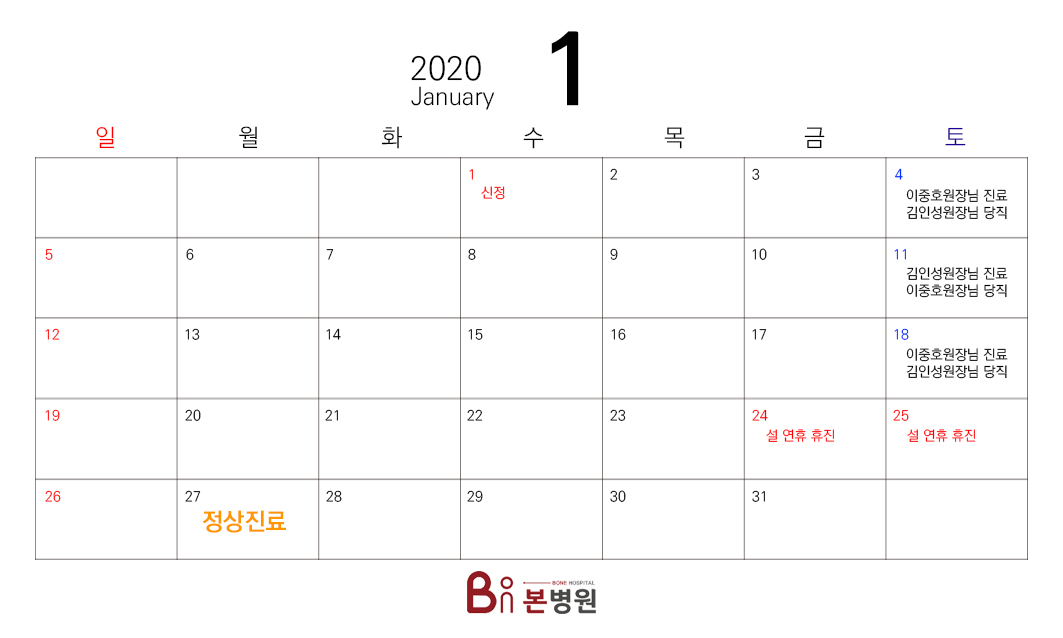 2020
January
1
일 월 화 수 목 금 토
1 2 3 4
신정
이중호원장님 진료
김인성원장님 당직
5 6 7 8 9 10 11
김인성원장님 진료
이중호원장님 당직
12 13 14 15 16 17 18
이중호원장님 진료
김인성원장님 당직
19 20 21 22 23 24 25
설 연휴 휴진 설 연휴 휴진
26 27 28 29 30 31
정상진료
BONE HOSPITAL
본병원